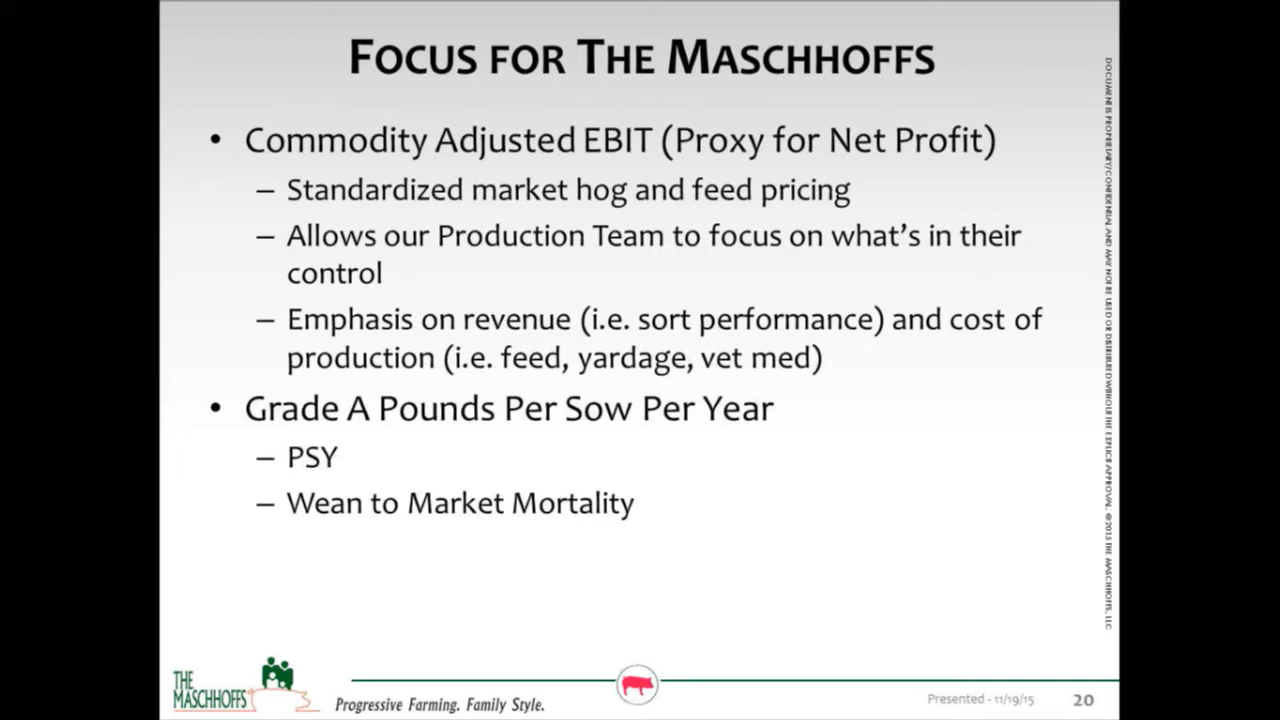 FOCUS FOR THE MASCHHOFFS
• Commodity Adjusted EBIT (Proxy for Net Profit)
– Standardized market hog and feed pricing
– Allows our Production Team to focus on what's in their
control
– Emphasis on revenue (i.e. sort performance) and cost of
production (i.e. feed, yardage, vet med)
• Grade A Pounds Per Sow Per Year
– PSY
– Wean to Market Mortality
DOCUMENT IS PROPRIETARY/CONFIDENTIAL AND MAY NOT BE USED OR DISTRIBUTED WITHOUT THE EXPLICIT APPROVAL. ©2015 THE MASCHHOFFS, LLC
THE
MASCHHOFFS
Progressive Farming. Family Style.
Presented - 11/19/15
20